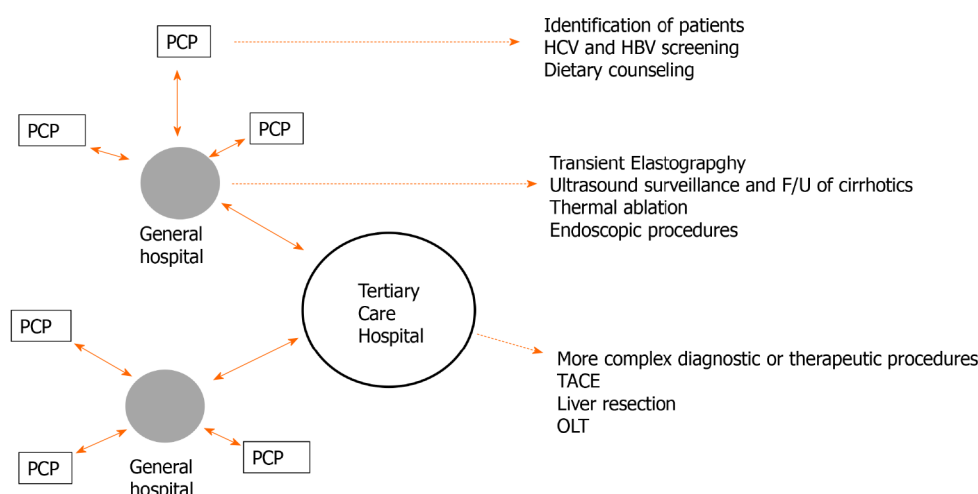 PCP
Identification of patients
HCV and HBV screening
Dietary counseling
PCP
PCP
Transient Elastograpghy
Ultrasound surveillance and F/U of cirrhotics
Thermal ablation
Endoscopic procedures
General
hospital
Tertiary
Care
Hospital
PCP
More complex diagnostic or therapeutic procedures
TACE
Liver resection
OLT
PCP
PCP
General
hospital